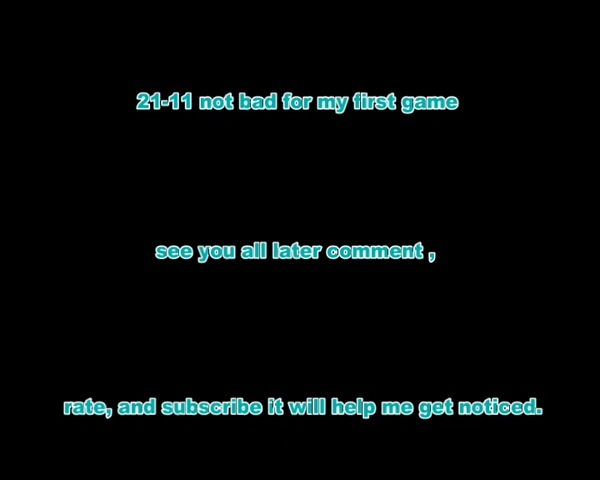 21-11 not bad for my first game
see you all later comment ,
rate, and subscribe it will help me get noticed.